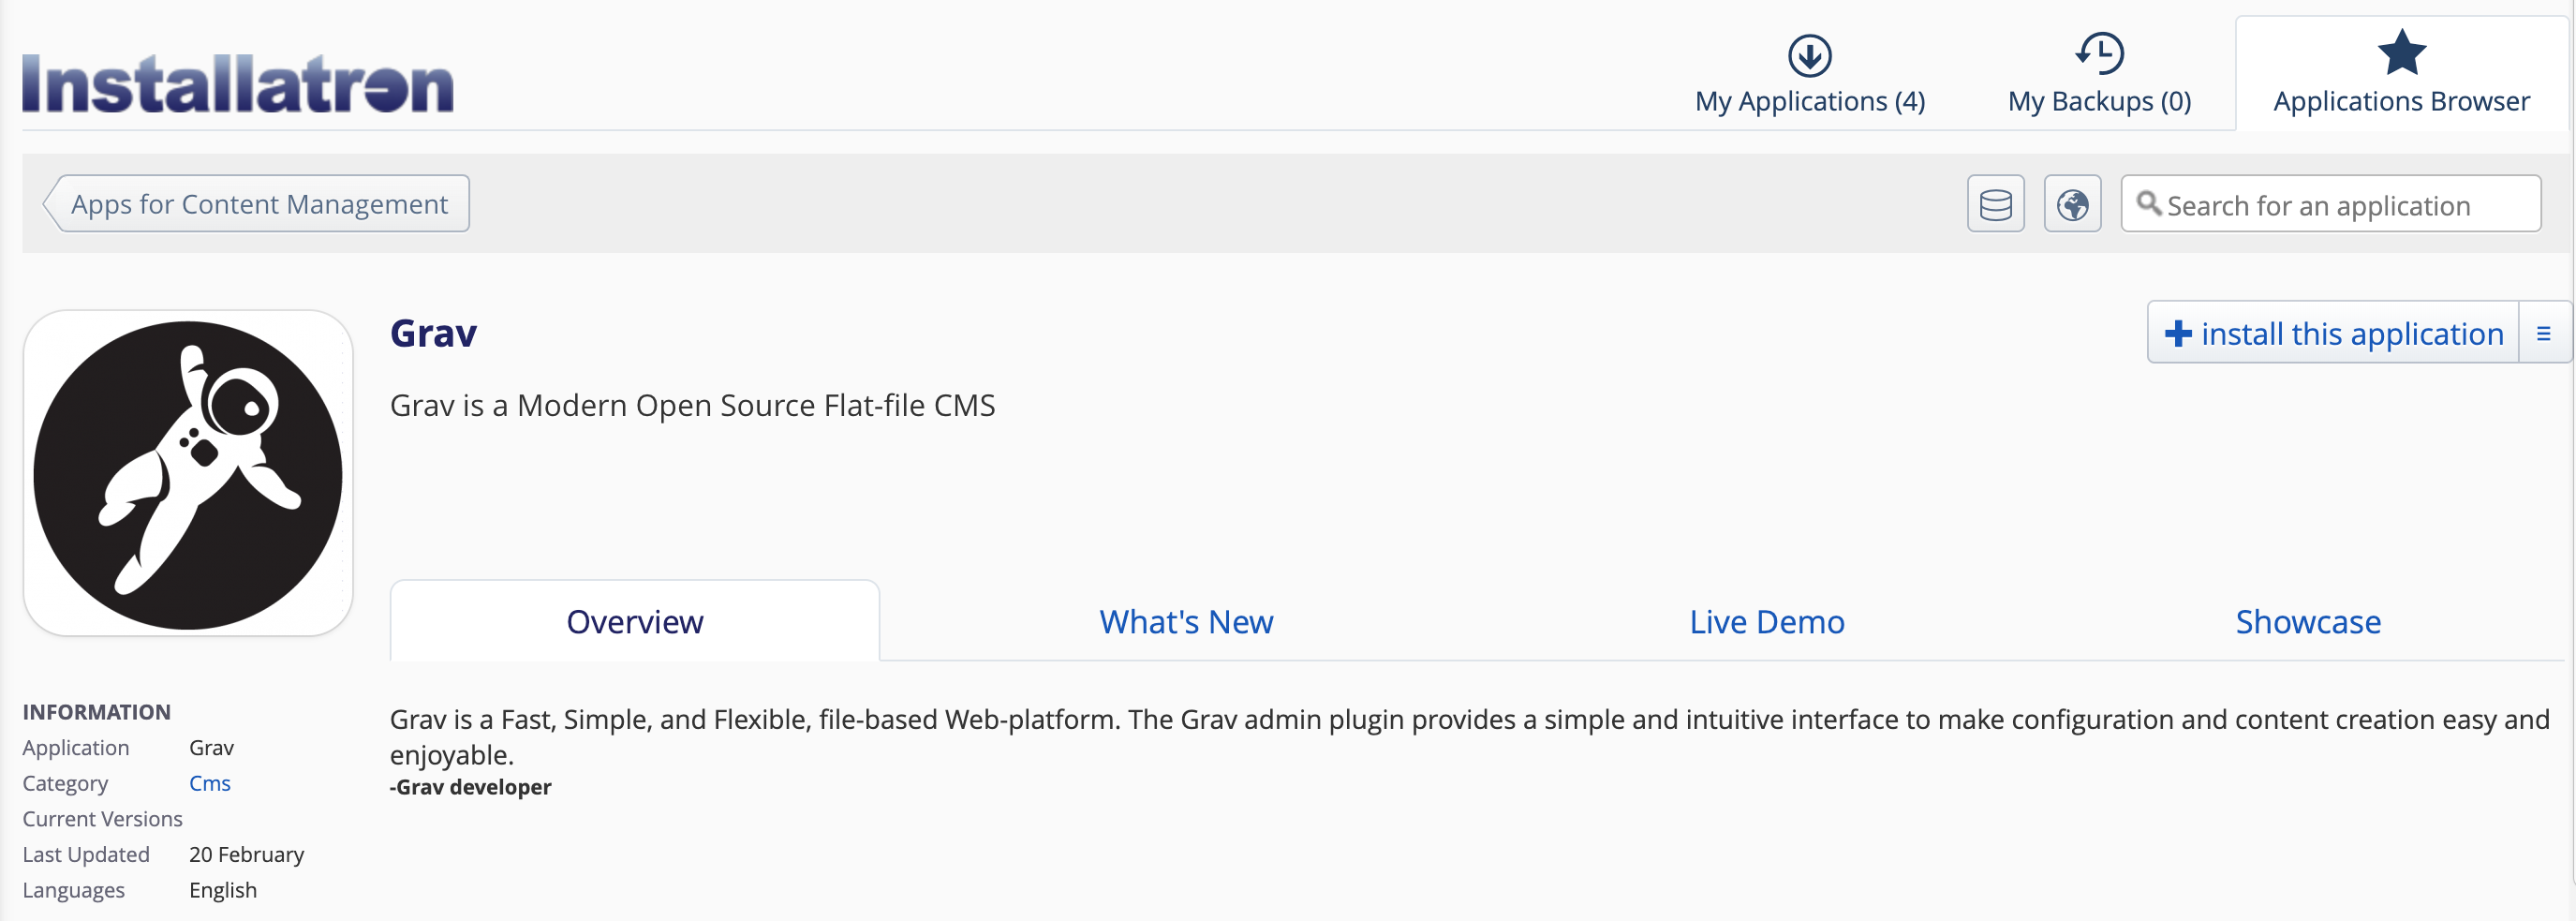 Installatron
My Applications (4)
My Backups (0)
Applications Browser
Apps for Content Management
Search for an application
Grav
install this application
Grav is a Modern Open Source Flat-file CMS
Overview
What's New
Live Demo
Showcase
INFORMATION
Application Grav
Category Cms
Current Versions
Last Updated 20 February
Languages English
Grav is a Fast, Simple, and Flexible, file-based Web-platform. The Grav admin plugin provides a simple and intuitive interface to make configuration and content creation easy and
enjoyable.
-Grav developer